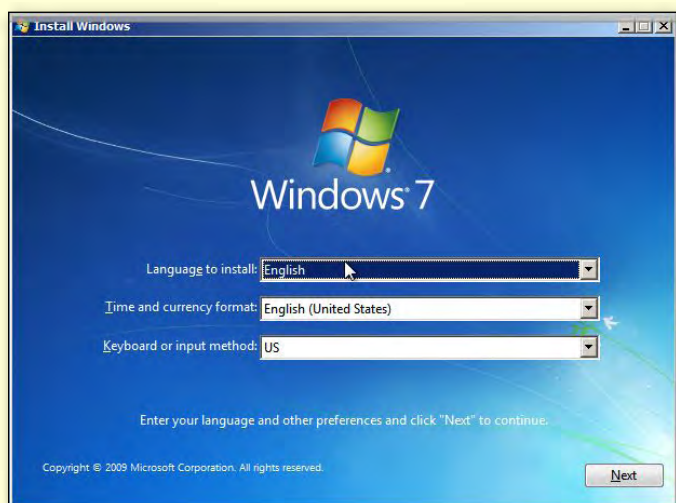 Install Windows
Windows 7
Language to install: English
Time and currency format: English (United States)
Keyboard or input method: US
Enter your language and other preferences and click "Next" to continue.
Copyright © 2009 Microsoft Corporation. All rights reserved.
Next